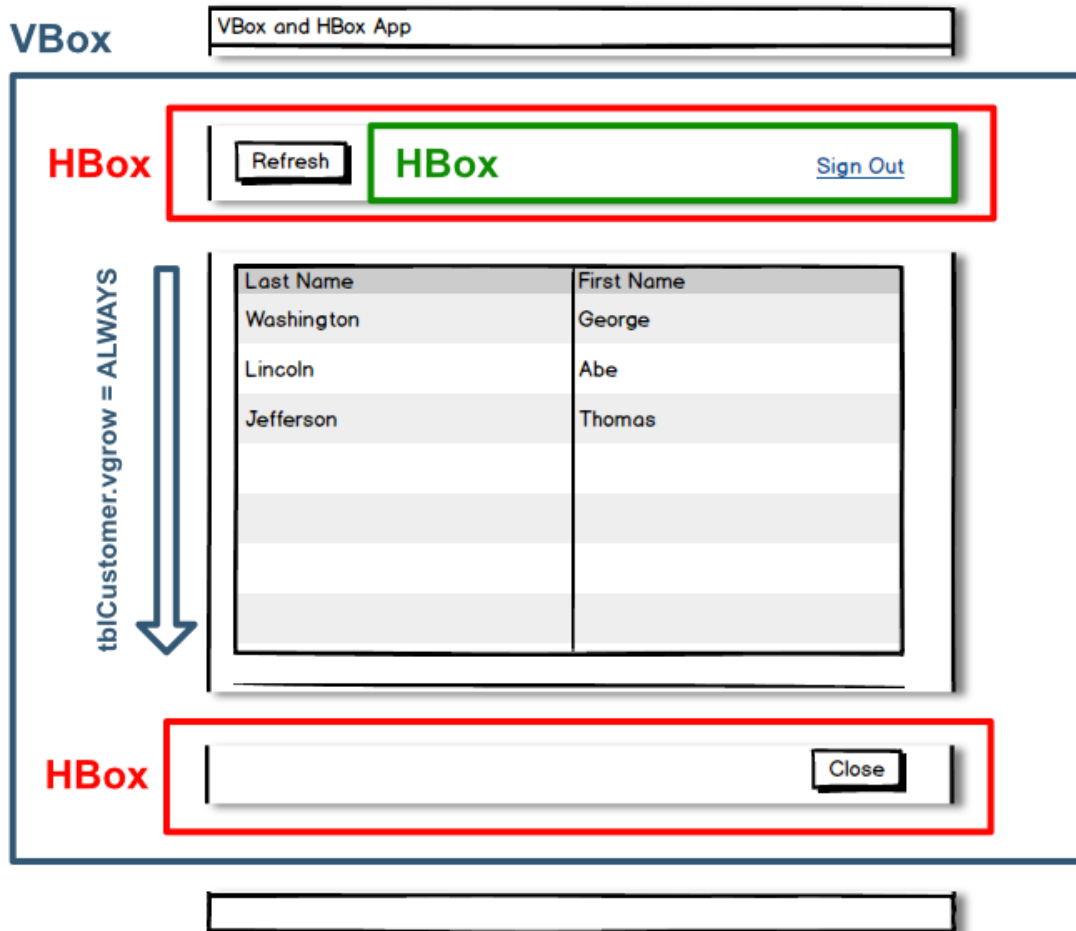 VBox
VBox and HBox App
HBox
Refresh
HBox
Sign Out
tblCustomer.vgrow = ALWAYS
Last Name First Name
Washington George
Lincoln Abe
Jefferson Thomas
HBox
Close